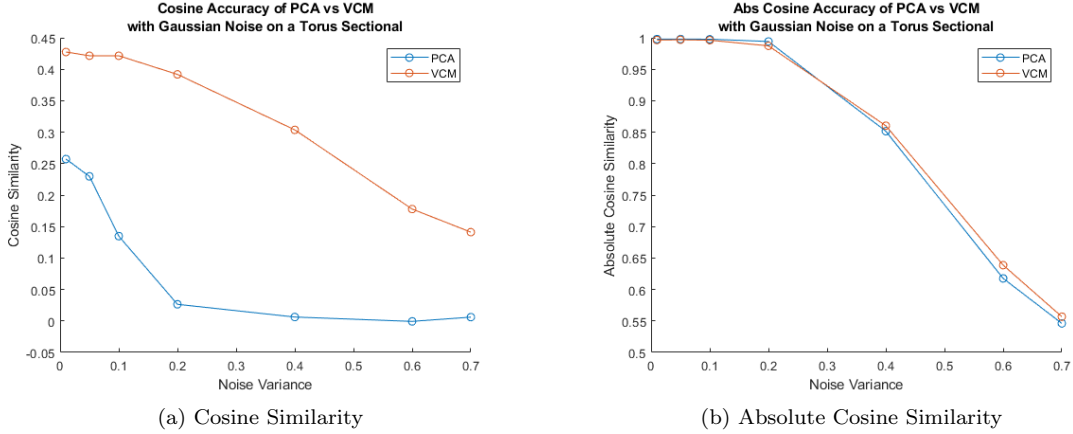 Cosine Accuracy of PCA vs VCM
with Gaussian Noise on a Torus Sectional
0.45
0.4
0.35
0.3
0.25
0.2
0.15
0.1
0.05
0
-0.05
Cosine Similarity
PCA
VCM
0 0.1 0.2 0.3 0.4 0.5 0.6 0.7
Noise Variance
(a) Cosine Similarity
Abs Cosine Accuracy of PCA vs VCM
with Gaussian Noise on a Torus Sectional
1
0.95
0.9
0.85
0.8
0.75
0.7
0.65
0.6
0.55
0.5
Absolute Cosine Similarity
PCA
VCM
0 0.1 0.2 0.3 0.4 0.5 0.6 0.7
Noise Variance
(b) Absolute Cosine Similarity